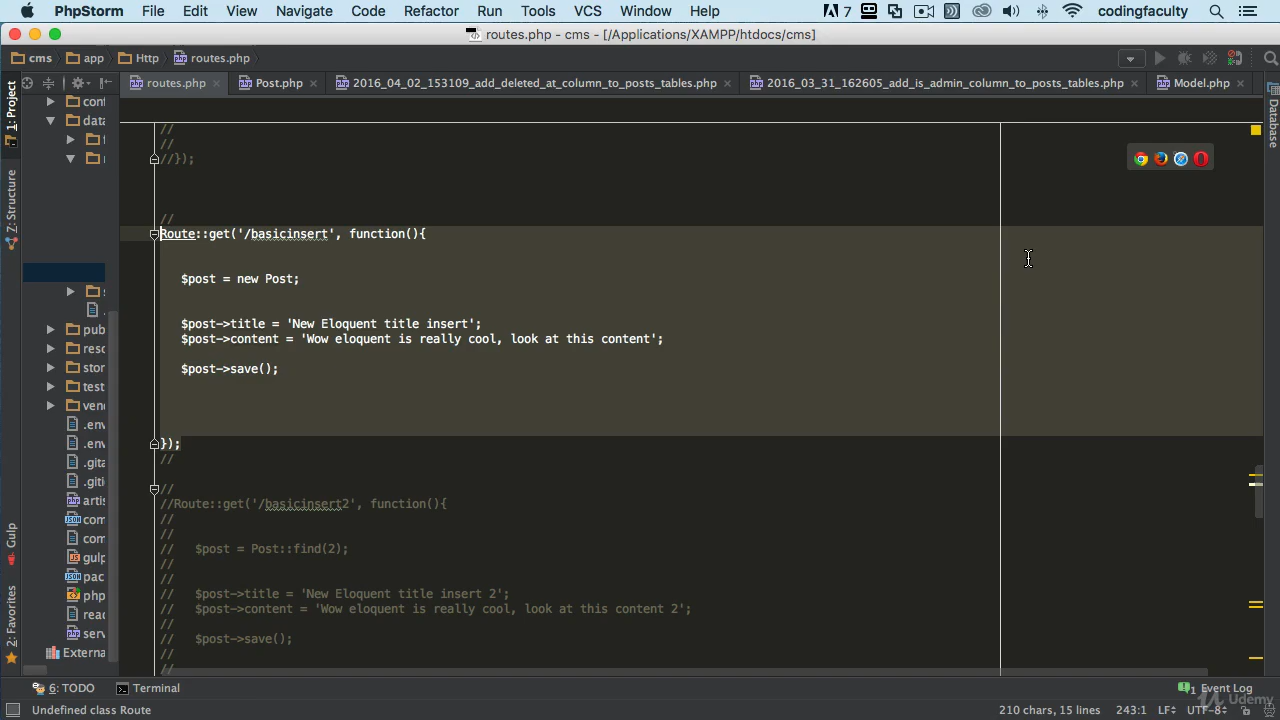 PhpStorm File Edit View Navigate Code Refactor Run Tools VCS Window Help 7 codingfaculty
routes.php - cms - [/Applications/XAMPP/htdocs/cms]
cms app Http routes.php
routes.php Post.php 2016_04_02_153109_add_deleted_at_column_to_posts_tables.php 2016_03_31_162605_add_is_admin_column_to_posts_tables.php Model.php
1: Project
Z: Structure
Gulp
2: Favorites
Database
conf
data
pub
reso
stor
test
vend
.env
.env
.gita
.giti
artis
com
com
gulp
pac
php
read
serv
Externa
//
//
//});
//
Route::get('/basicinsert', function(){
$post = new Post;
$post->title = 'New Eloquent title insert';
$post->content = 'Wow eloquent is really cool, look at this content';
$post->save();
});
//
//
//Route::get('/basicinsert2', function(){
//
//
// $post = Post::find(2);
//
//
// $post->title = 'New Eloquent title insert 2';
// $post->content = 'Wow eloquent is really cool, look at this content 2';
//
// $post->save();
//
//
6: TODO Terminal 1 Event Log
Undefined class Route 210 chars, 15 lines 243:1 LF÷ UTF-8÷
Udemy